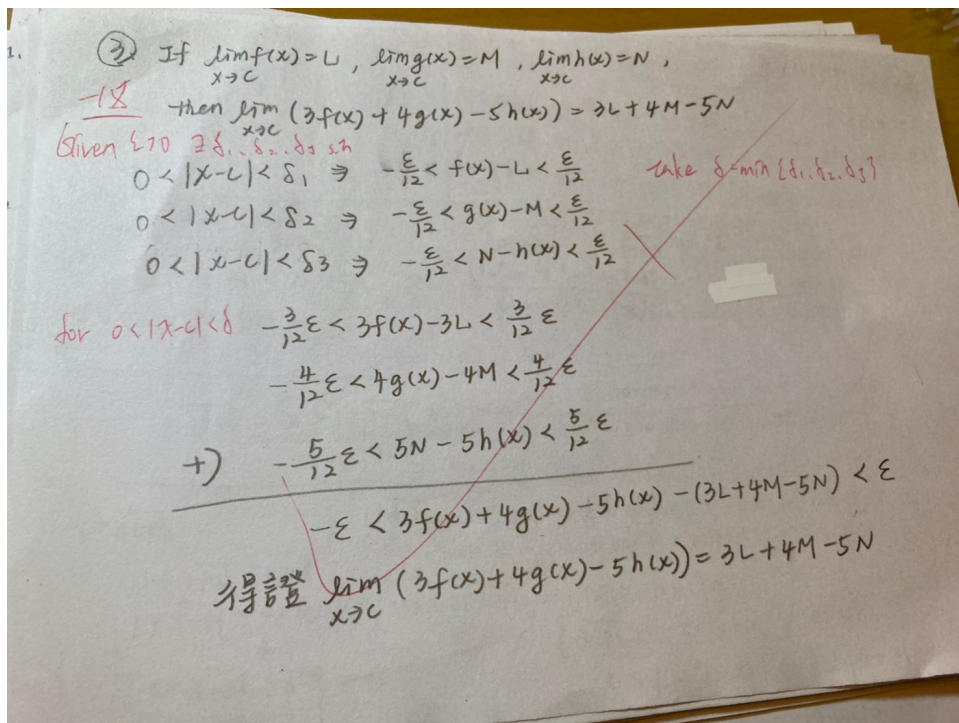 1.
③ If lim f(x)=L , lim g(x)=M , lim h(x)=N ,
x→c x→c x→c
then lim (3f(x)+4g(x)-5h(x))=3L+4M-5N
x→c
Given ε>0 ∃ δ₁, δ₂, δ₃ s.t
0<|x-c|<δ₁ ⇒ -ε/12 < f(x)-L < ε/12 take δ=min{δ₁,δ₂,δ₃}
0<|x-c|<δ₂ ⇒ -ε/12 < g(x)-M < ε/12
0<|x-c|<δ₃ ⇒ -ε/12 < N-h(x) < ε/12
for 0<|x-c|<δ -3/12 ε < 3f(x)-3L < 3/12 ε
-4/12 ε < 4g(x)-4M < 4/12 ε
+) -5/12 ε < 5N-5h(x) < 5/12 ε
-ε < 3f(x)+4g(x)-5h(x)-(3L+4M-5N) < ε
得證 lim (3f(x)+4g(x)-5h(x))=3L+4M-5N
x→c